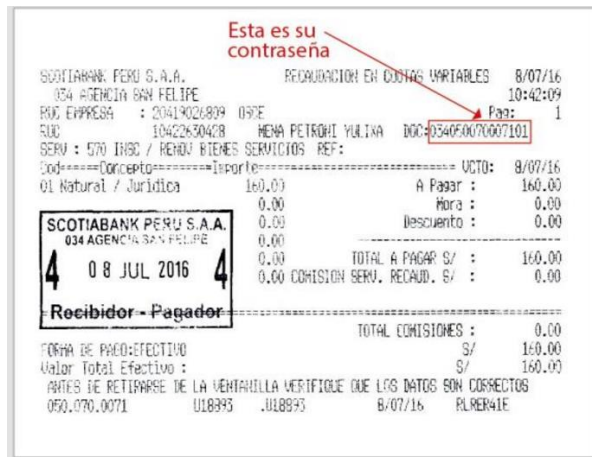 Esta es su
contraseña
SCOTIABANK PERU S.A.A. RECAUDACION EN CUOTAS VARIABLES 8/07/16
034 AGENCIA SAN FELIPE 10:42:09
RUC EMPRESA : 20419026809 OSCE Pag: 1
RUC 10422630428 MENA PETROHI YULIXA DOC:034050070007101
SERV : 570 INSC / RENOV BIENES SERVICIOS REF:
Cod=====Concepto==========Importe========================== VCTO: 8/07/16
01 Natural / Juridica 160.00 A Pagar : 160.00
0.00 Mora : 0.00
0.00 Descuento : 0.00
0.00
0.00 TOTAL A PAGAR S/ : 160.00
0.00 COMISION SERV. RECAUD. S/ : 0.00
SCOTIABANK PERU S.A.A.
034 AGENCIA SAN FELIPE
4 08 JUL 2016 4
Recibidor - Pagador
TOTAL COMISIONES : 0.00
FORMA DE PAGO:EFECTIVO S/ 160.00
Valor Total Efectivo : S/ 160.00
ANTES DE RETIRARSE DE LA VENTANILLA VERIFIQUE QUE LOS DATOS SON CORRECTOS
050.070.0071 U18893 .U18893 8/07/16 RLRER41E